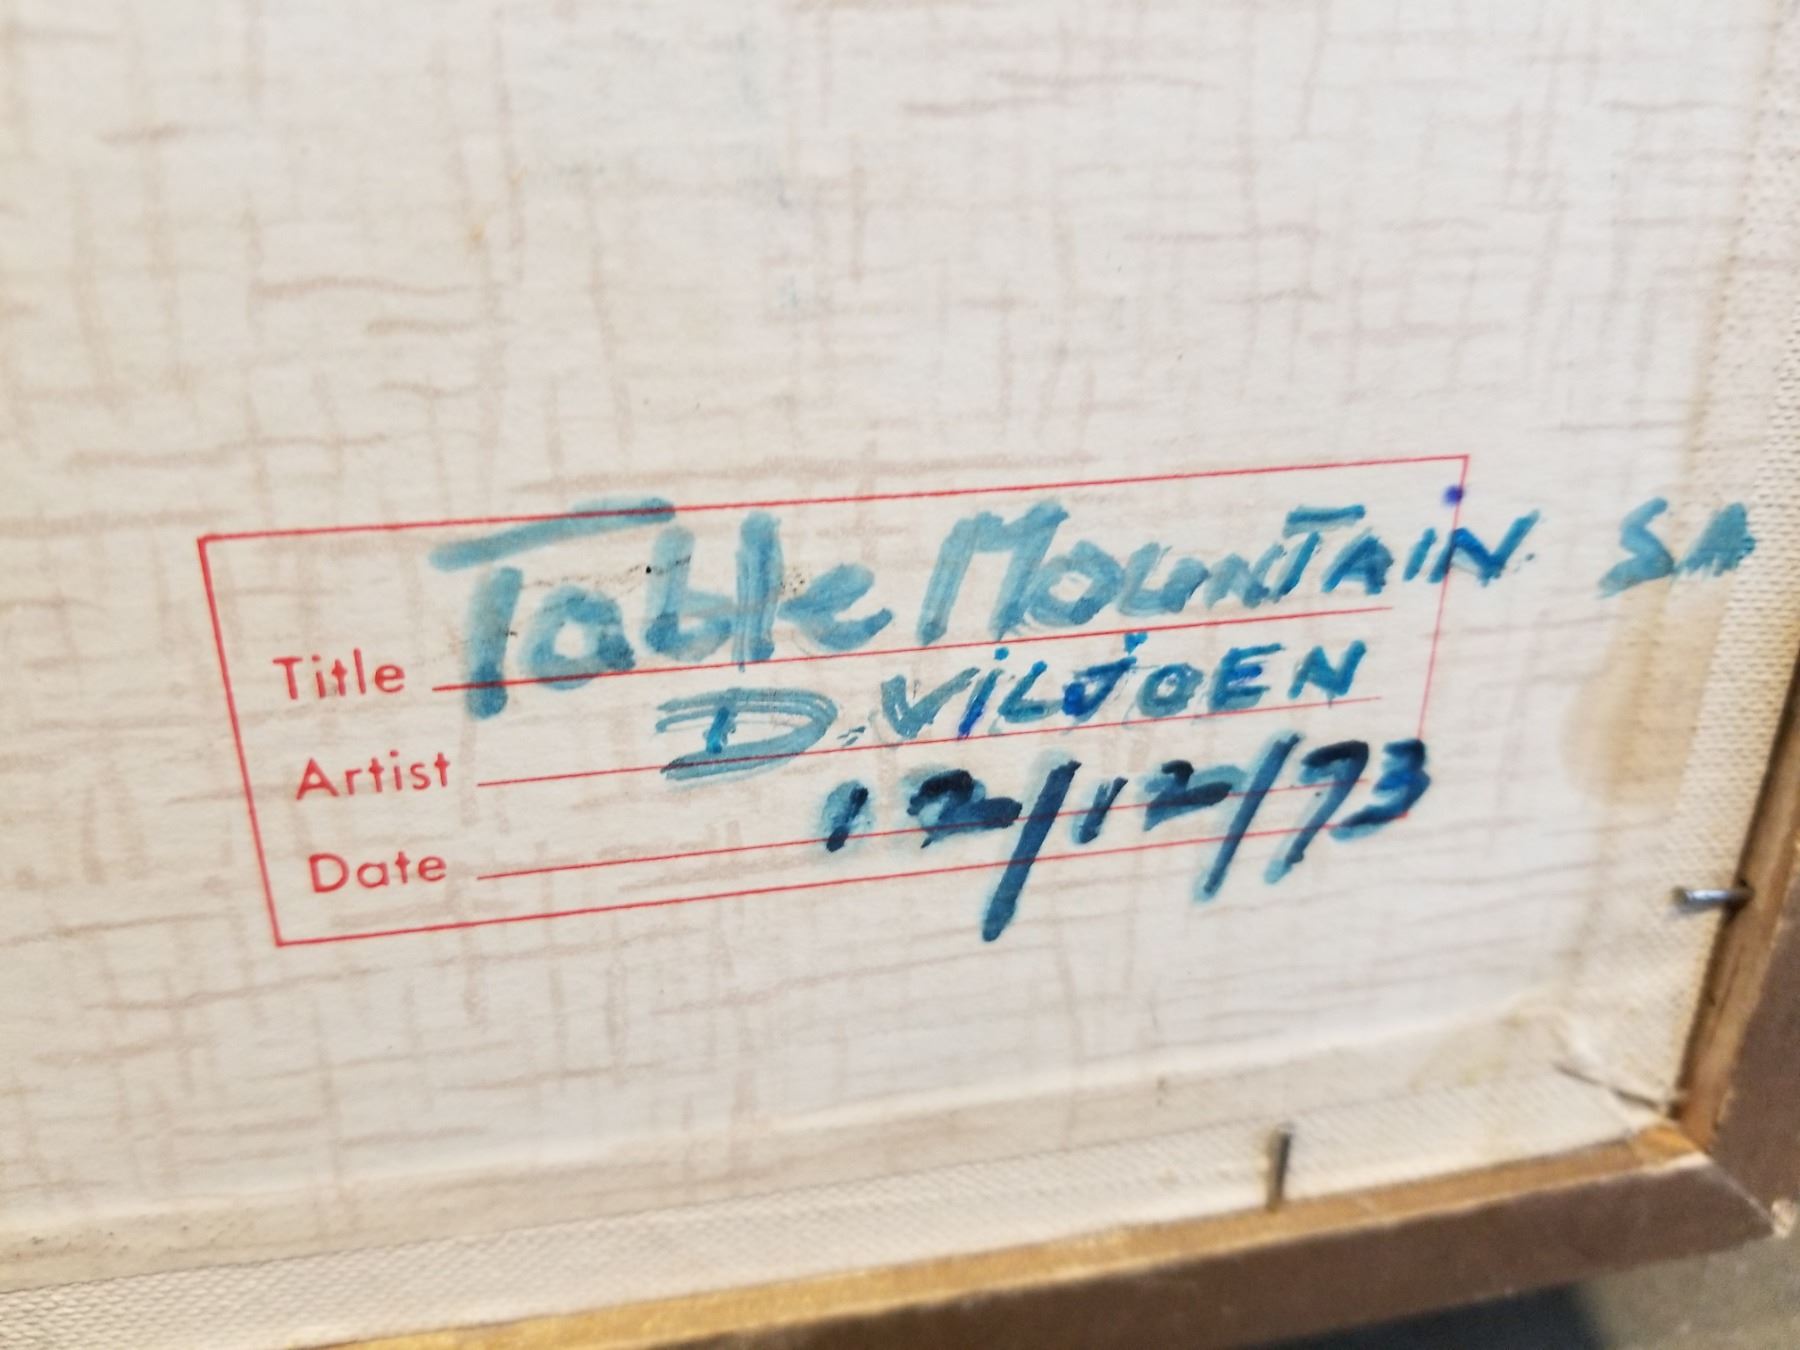 Title Table MOUNTAIN SA
Artist D. ViLJOEN
Date 12/12/73